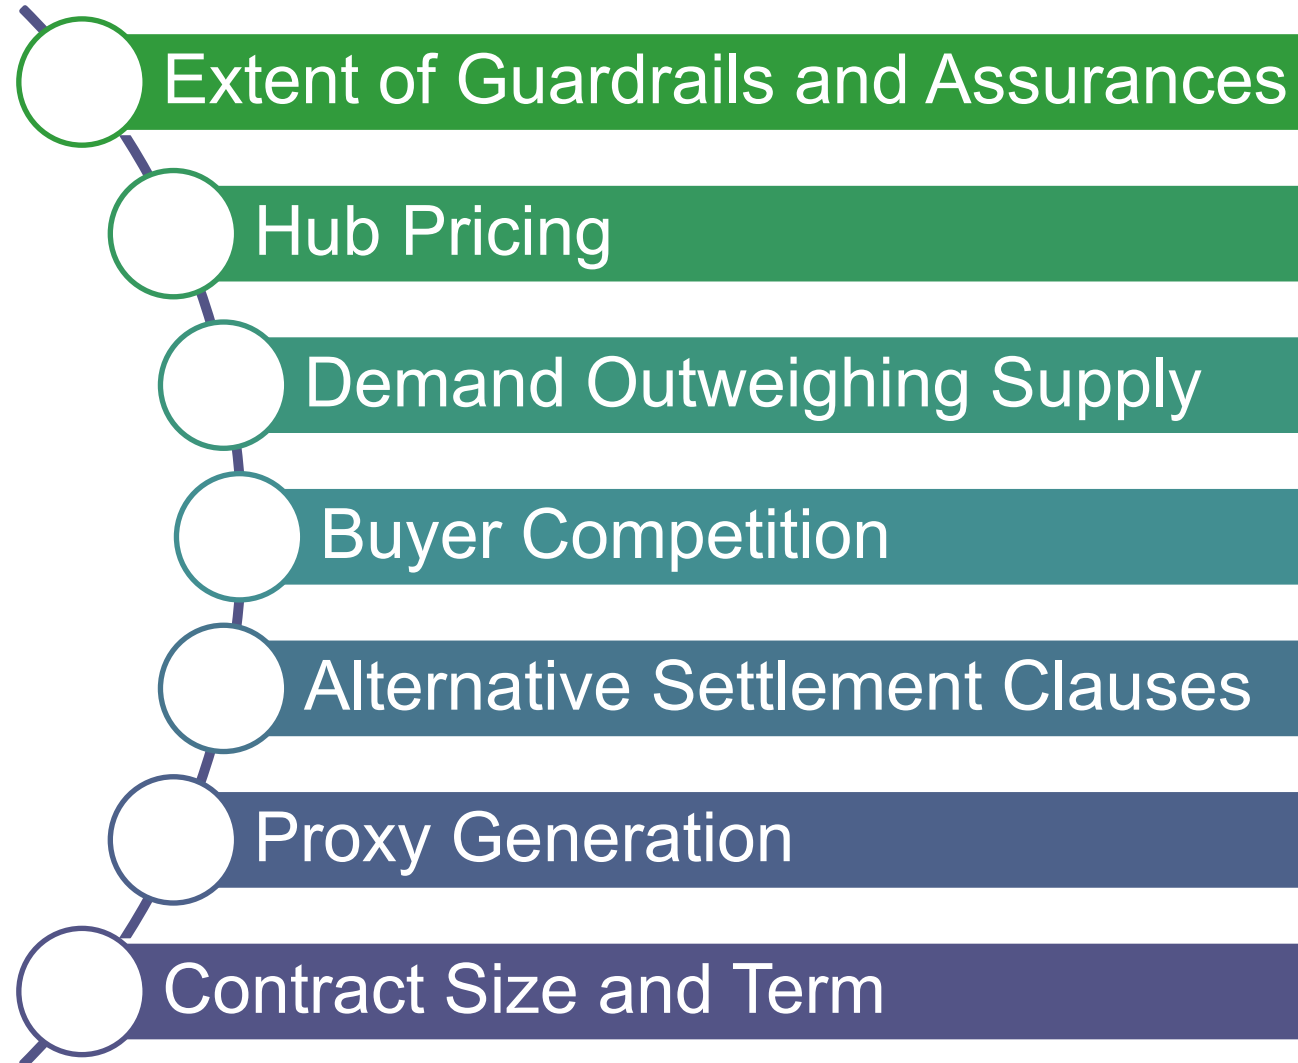 Extent of Guardrails and Assurances
Hub Pricing
Demand Outweighing Supply
Buyer Competition
Alternative Settlement Clauses
Proxy Generation
Contract Size and Term